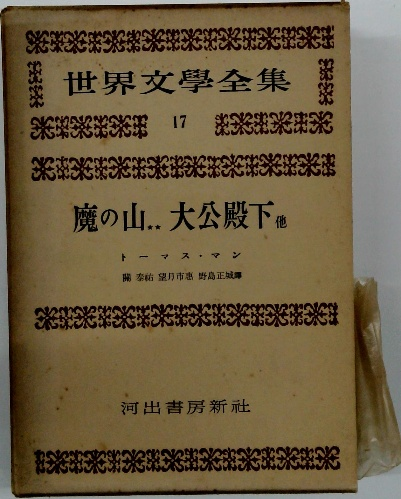 世界文學全集
17
魔の山** 大公殿下他
トーマス・マン
關 泰祐 望月市惠 野島正城譯
河出書房新社